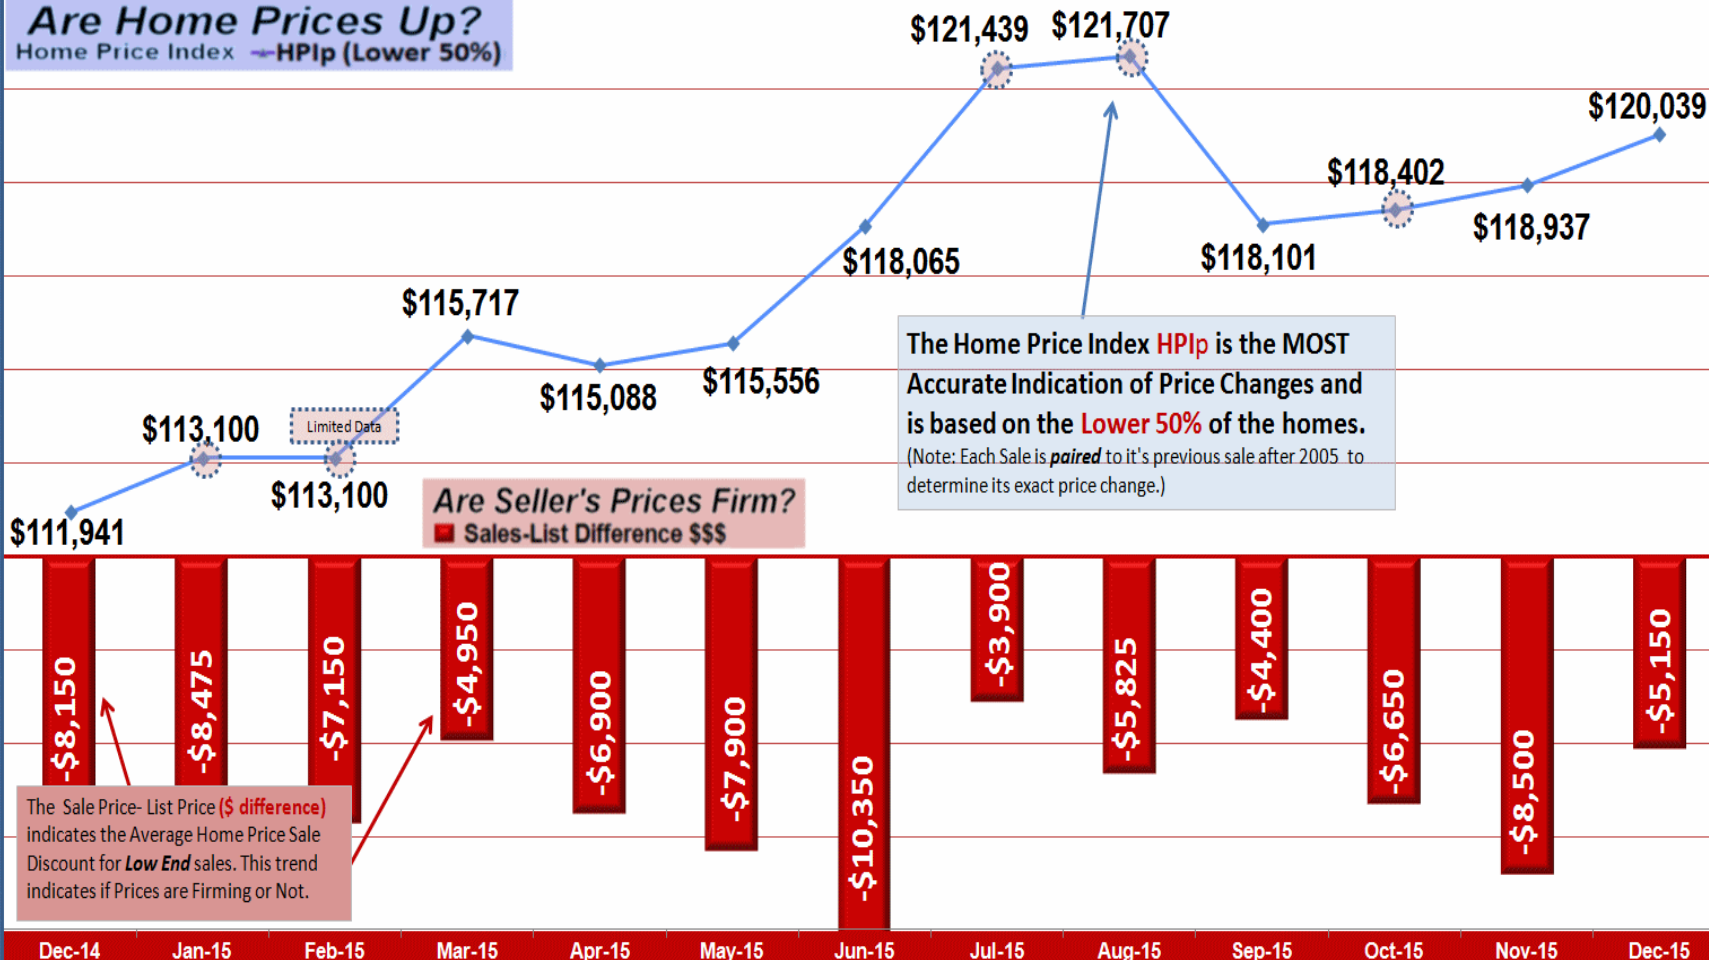 Are Home Prices Up?
Home Price Index HPIp (Lower 50%)
$121,439
$121,707
$120,039
$118,402
$118,937
$118,101
$118,065
$115,717
$115,088
$115,556
$113,100
Limited Data
$113,100
$111,941
The Home Price Index HPIp is the MOST
Accurate Indication of Price Changes and
is based on the Lower 50% of the homes.
(Note: Each Sale is paired to it's previous sale after 2005 to
determine its exact price change.)
Are Seller's Prices Firm?
Sales-List Difference $$$
-$8,150
-$8,475
-$7,150
-$4,950
-$6,900
-$7,900
-$10,350
-$3,900
-$5,825
-$4,400
-$6,650
-$8,500
-$5,150
The Sale Price- List Price ($ difference)
indicates the Average Home Price Sale
Discount for Low End sales. This trend
indicates if Prices are Firming or Not.
Dec-14 Jan-15 Feb-15 Mar-15 Apr-15 May-15 Jun-15 Jul-15 Aug-15 Sep-15 Oct-15 Nov-15 Dec-15